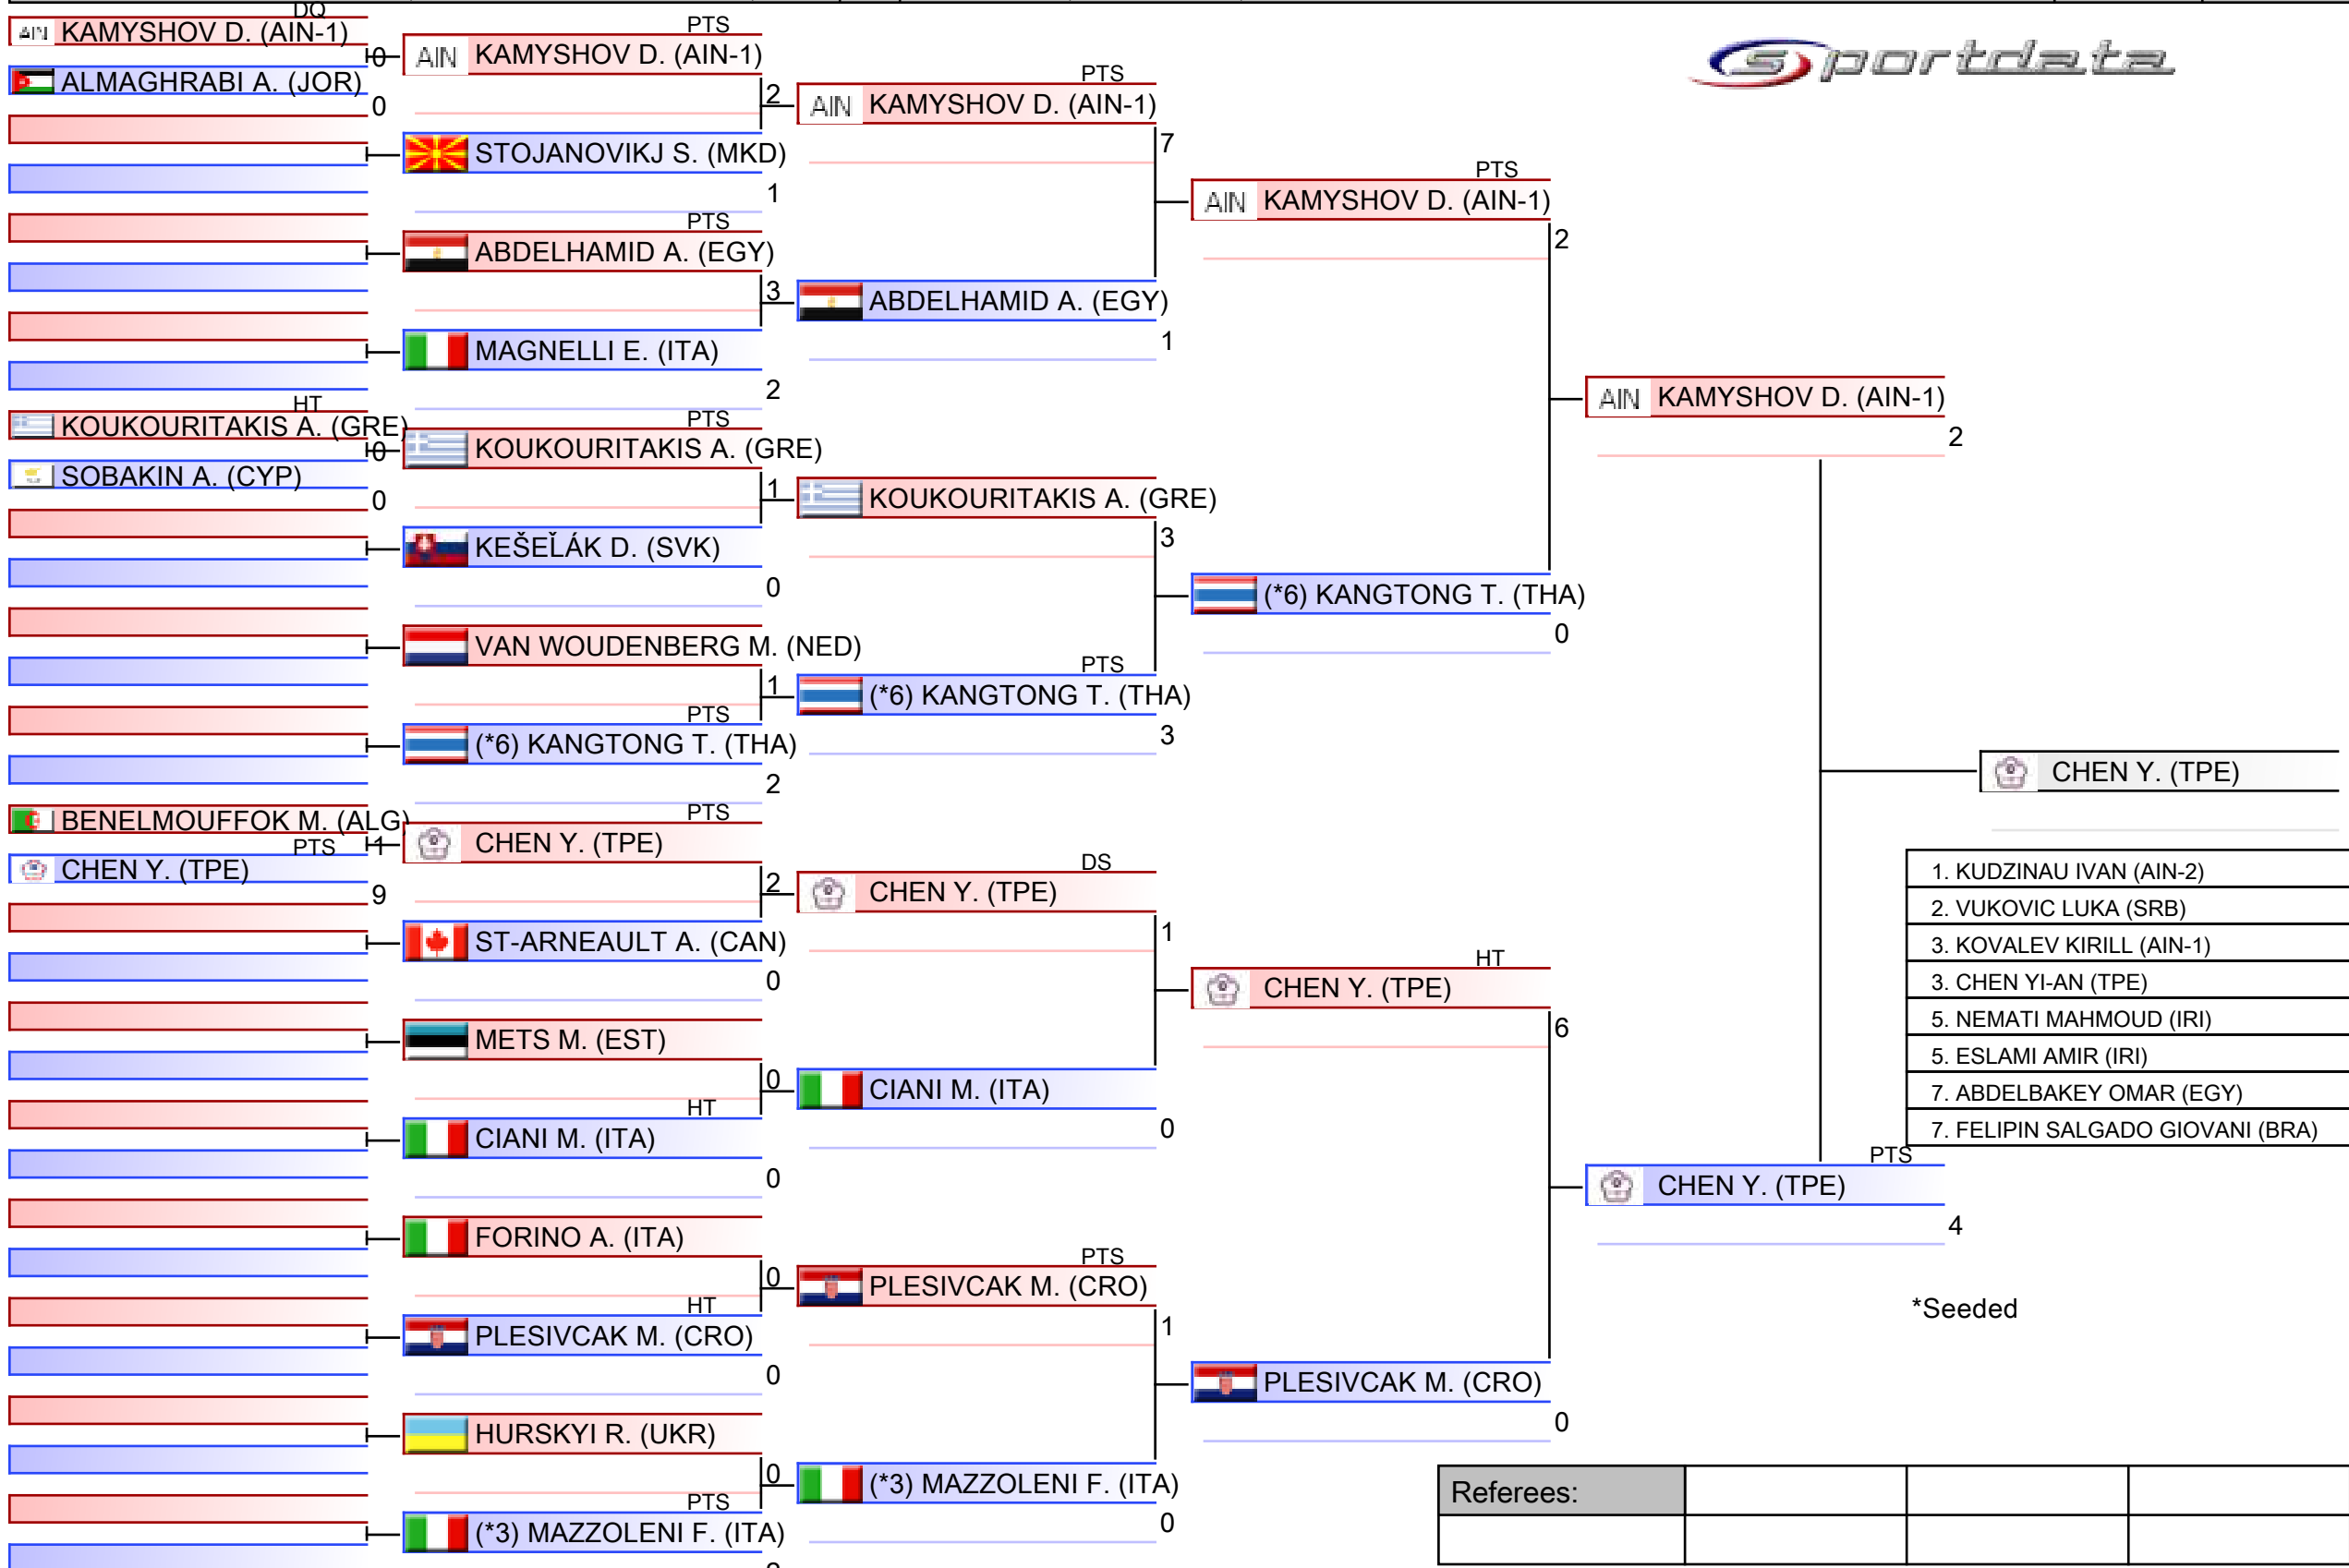 DQ
KAMYSHOV D. (AIN-1)
0
ALMAGHRABI A. (JOR)
0
HT
KOUKOURITAKIS A. (GRE)
0
SOBAKIN A. (CYP)
0
BENELMOUFFOK M. (ALG)
1
PTS
CHEN Y. (TPE)
9
PTS
AIN KAMYSHOV D. (AIN-1)
2
STOJANOVIKJ S. (MKD)
1
PTS
ABDELHAMID A. (EGY)
3
MAGNELLI E. (ITA)
2
PTS
KOUKOURITAKIS A. (GRE)
1
KEŠEĽÁK D. (SVK)
0
VAN WOUDENBERG M. (NED)
1
PTS
(*6) KANGTONG T. (THA)
2
PTS
CHEN Y. (TPE)
2
ST-ARNEAULT A. (CAN)
0
METS M. (EST)
0
HT
CIANI M. (ITA)
0
FORINO A. (ITA)
0
HT
PLESIVCAK M. (CRO)
0
HURSKYI R. (UKR)
0
PTS
(*3) MAZZOLENI F. (ITA)
PTS
AIN KAMYSHOV D. (AIN-1)
7
ABDELHAMID A. (EGY)
1
KOUKOURITAKIS A. (GRE)
3
PTS
(*6) KANGTONG T. (THA)
3
DS
CHEN Y. (TPE)
1
CIANI M. (ITA)
0
PTS
PLESIVCAK M. (CRO)
1
(*3) MAZZOLENI F. (ITA)
0
PTS
AIN KAMYSHOV D. (AIN-1)
2
(*6) KANGTONG T. (THA)
0
HT
CHEN Y. (TPE)
6
PLESIVCAK M. (CRO)
0
AIN KAMYSHOV D. (AIN-1)
2
PTS
CHEN Y. (TPE)
4
sportdata
CHEN Y. (TPE)
1. KUDZINAU IVAN (AIN-2)
2. VUKOVIC LUKA (SRB)
3. KOVALEV KIRILL (AIN-1)
3. CHEN YI-AN (TPE)
5. NEMATI MAHMOUD (IRI)
5. ESLAMI AMIR (IRI)
7. ABDELBAKEY OMAR (EGY)
7. FELIPIN SALGADO GIOVANI (BRA)
*Seeded
Referees: